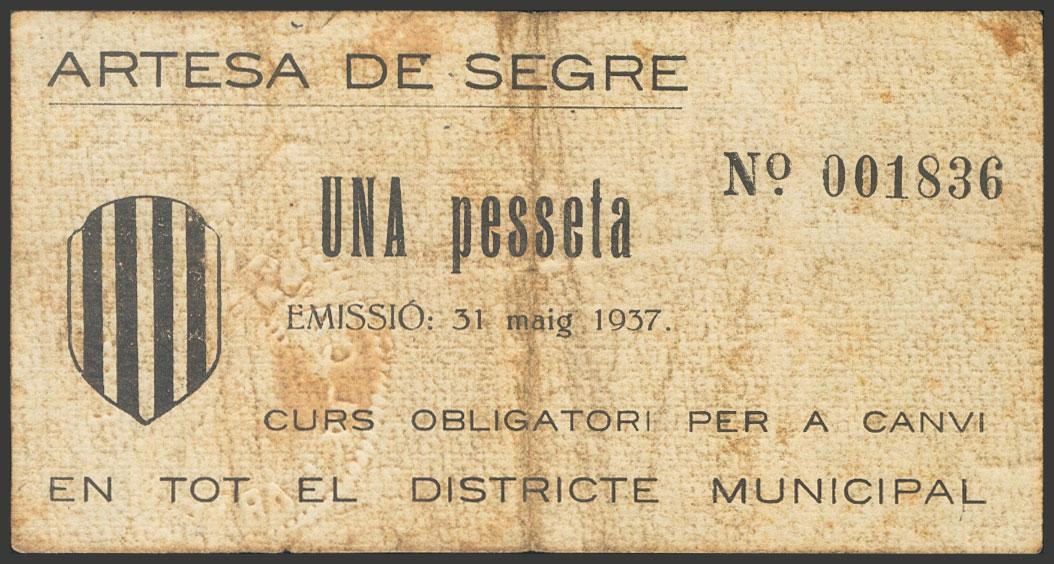 ARTESA DE SEGRE
Nº. 001836
UNA pesseta
EMISSIÓ: 31 maig 1937.
CURS OBLIGATORI PER A CANVI
EN TOT EL DISTRICTE MUNICIPAL